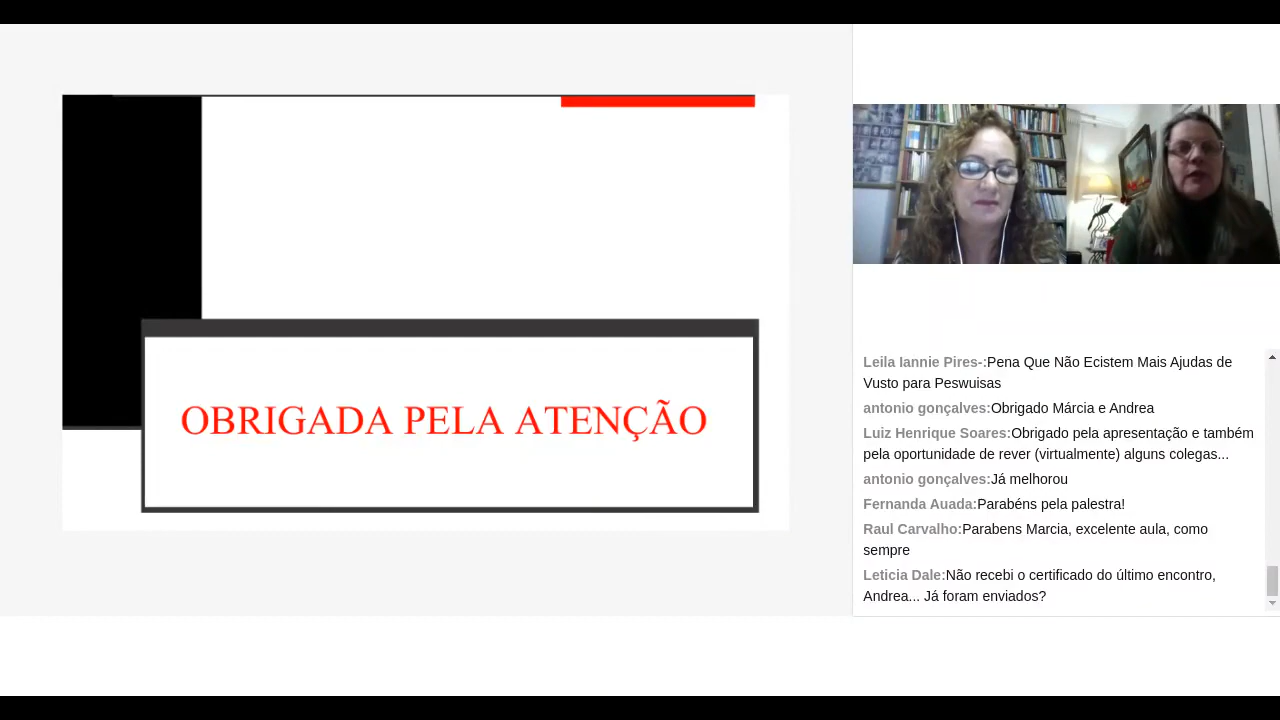 OBRIGADA PELA ATENÇÃO
Leila Iannie Pires-:Pena Que Não Ecistem Mais Ajudas de
Vusto para Peswuisas
antonio gonçalves:Obrigado Márcia e Andrea
Luiz Henrique Soares:Obrigado pela apresentação e também
pela oportunidade de rever (virtualmente) alguns colegas...
antonio gonçalves:Já melhorou
Fernanda Auada:Parabéns pela palestra!
Raul Carvalho:Parabens Marcia, excelente aula, como
sempre
Leticia Dale:Não recebi o certificado do último encontro,
Andrea... Já foram enviados?